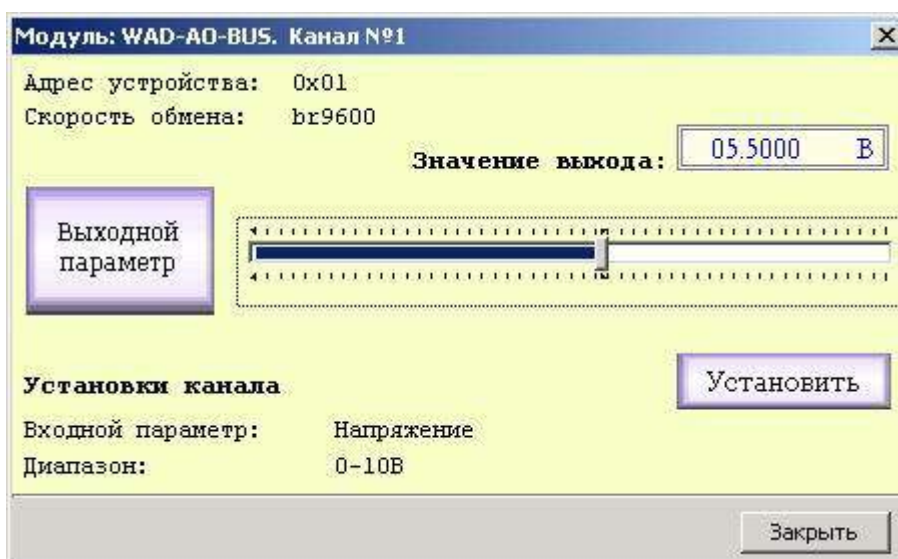 Модуль: WAD-AO-BUS. Канал №1
Адрес устройства: 0x01
Скорость обмена: br9600
Значение выхода: 05.5000 В
Выходной
параметр
Установить
Установки канала
Входной параметр: Напряжение
Диапазон: 0-10В
Закрыть